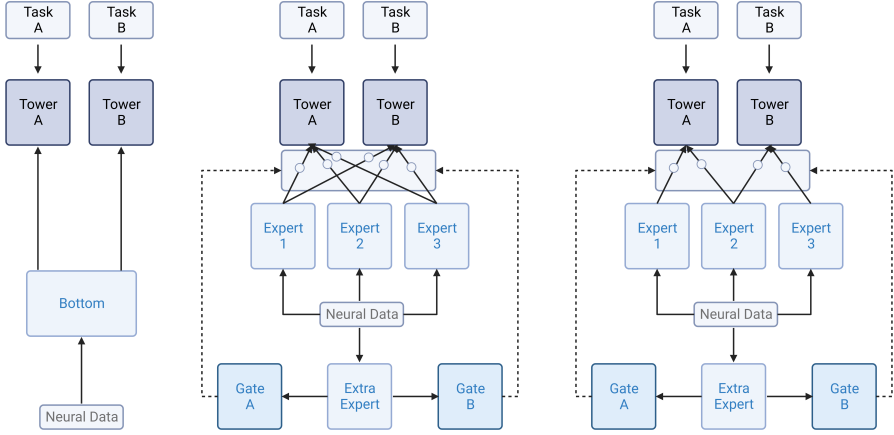 Task
A
Task
B
Tower
A
Tower
B
Bottom
Neural Data
Task
A
Task
B
Tower
A
Tower
B
Expert
1
Expert
2
Expert
3
Neural Data
Gate
A
Extra
Expert
Gate
B
Task
A
Task
B
Tower
A
Tower
B
Expert
1
Expert
2
Expert
3
Neural Data
Gate
A
Extra
Expert
Gate
B